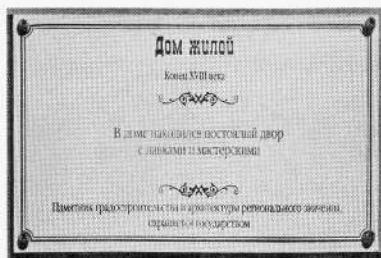 Дом жилой
Конец XVIII века
В доме находился постоялый двор
с лавками и мастерскими
Памятник градостроительства и архитектуры регионального значения,
охраняется государством